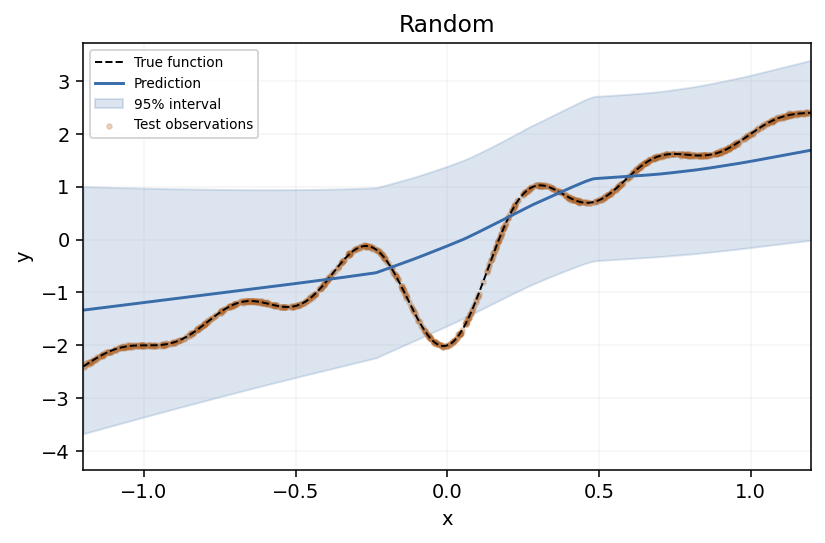 Random
True function
Prediction
95% interval
Test observations
3
2
1
0
−1
−2
−3
−4
y
−1.0 −0.5 0.0 0.5 1.0
x